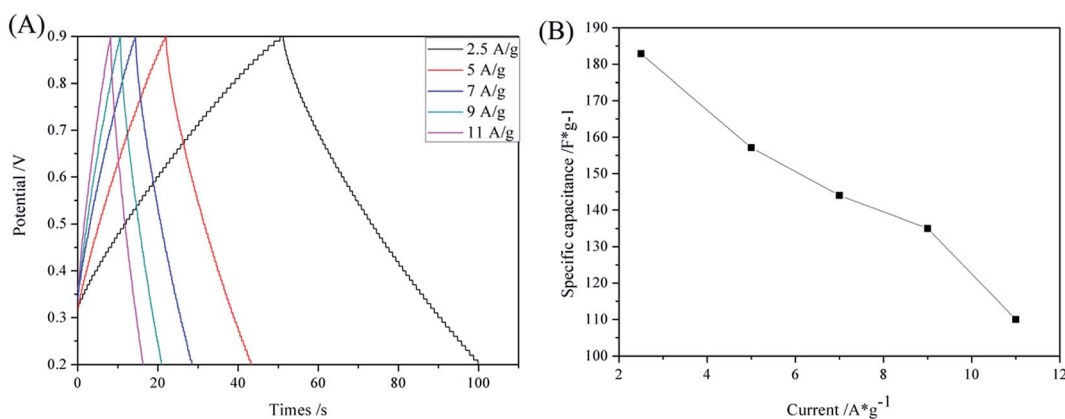 (A)
0.9
0.8
0.7
0.6
0.5
0.4
0.3
0.2
Potential /V
2.5 A/g
5 A/g
7 A/g
9 A/g
11 A/g
0 20 40 60 80 100
Times /s
(B)
190
180
170
160
150
140
130
120
110
100
Specific capacitance /F*g-1
2 4 6 8 10 12
Current /A*g-1